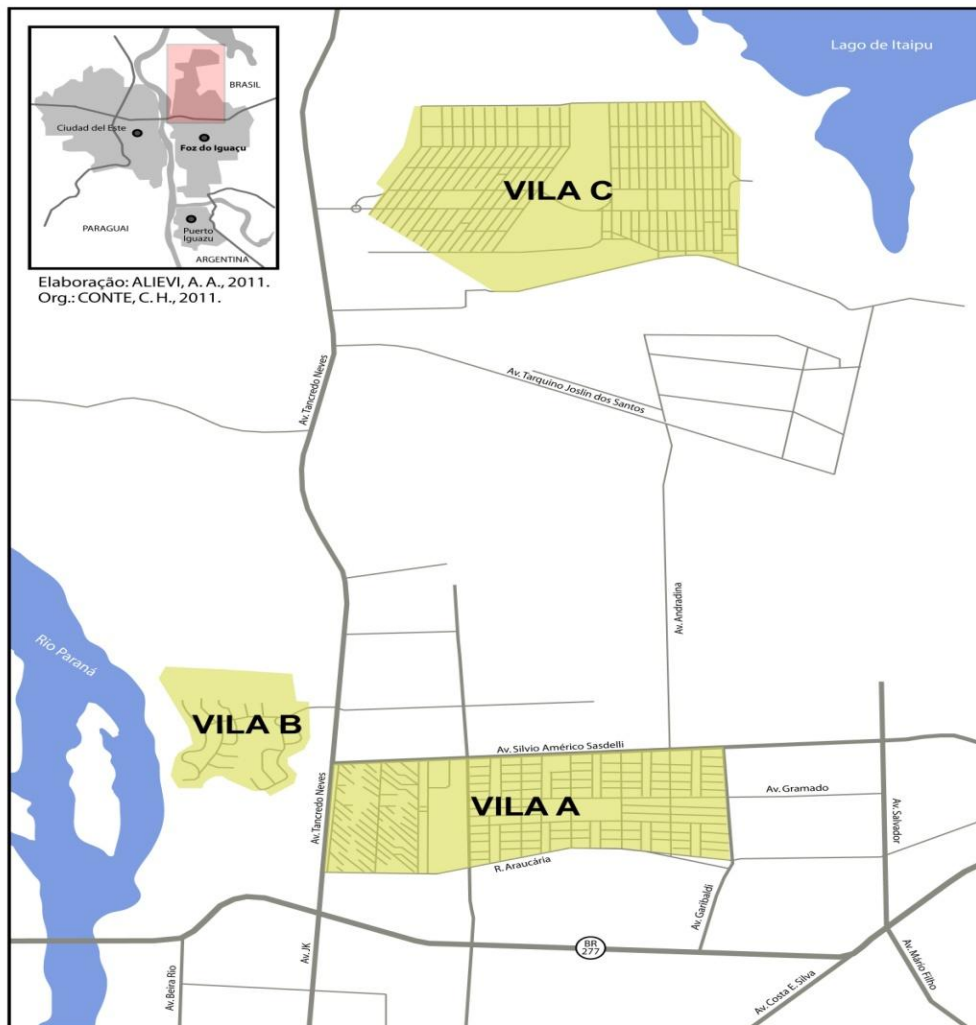 BRASIL
Ciudad del Este
Foz do Iguaçu
PARAGUAI
Puerto
Iguazu
ARGENTINA
Elaboração: ALIEVI, A. A., 2011.
Org.: CONTE, C. H., 2011.
Lago de Itaipu
VILA C
Av. Tancredo Neves
Av. Tarquino Joslin dos Santos
Av. Andradina
Rio Paraná
VILA B
Av. Silvio Américo Sasdelli
Av. Tancredo Neves
VILA A
Av. Gramado
Av. Salvador
R. Araucária
Av. Garibaldi
BR
277
Av. JK
Av. Beira Rio
Av. Costa E. Silva
Av. Mário Filho